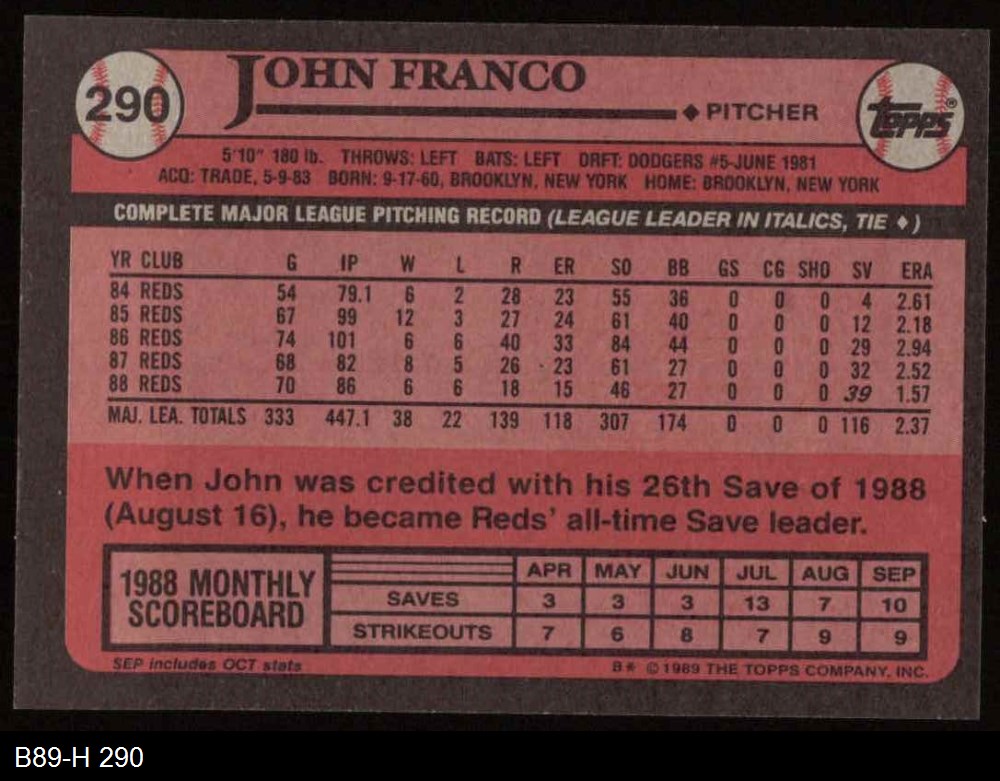 290
JOHN FRANCO
◆ PITCHER
topps®
5'10" 180 lb. THROWS: LEFT BATS: LEFT DRFT: DODGERS #5-JUNE 1981
ACQ: TRADE, 5-9-83 BORN: 9-17-60, BROOKLYN, NEW YORK HOME: BROOKLYN, NEW YORK
COMPLETE MAJOR LEAGUE PITCHING RECORD (LEAGUE LEADER IN ITALICS, TIE ♦)
YR CLUB G IP W L R ER SO BB GS CG SHO SV ERA
84 REDS 54 79.1 6 2 28 23 55 36 0 0 0 4 2.61
85 REDS 67 99 12 3 27 24 61 40 0 0 0 12 2.18
86 REDS 74 101 6 6 40 33 84 44 0 0 0 29 2.94
87 REDS 68 82 8 5 26 23 61 27 0 0 0 32 2.52
88 REDS 70 86 6 6 18 15 46 27 0 0 0 39 1.57
MAJ. LEA. TOTALS 333 447.1 38 22 139 118 307 174 0 0 0 116 2.37
When John was credited with his 26th Save of 1988
(August 16), he became Reds' all-time Save leader.
1988 MONTHLY
SCOREBOARD
APR MAY JUN JUL AUG SEP
SAVES 3 3 3 13 7 10
STRIKEOUTS 7 6 8 7 9 9
SEP includes OCT stats
B* ©1989 THE TOPPS COMPANY, INC.
B89-H 290